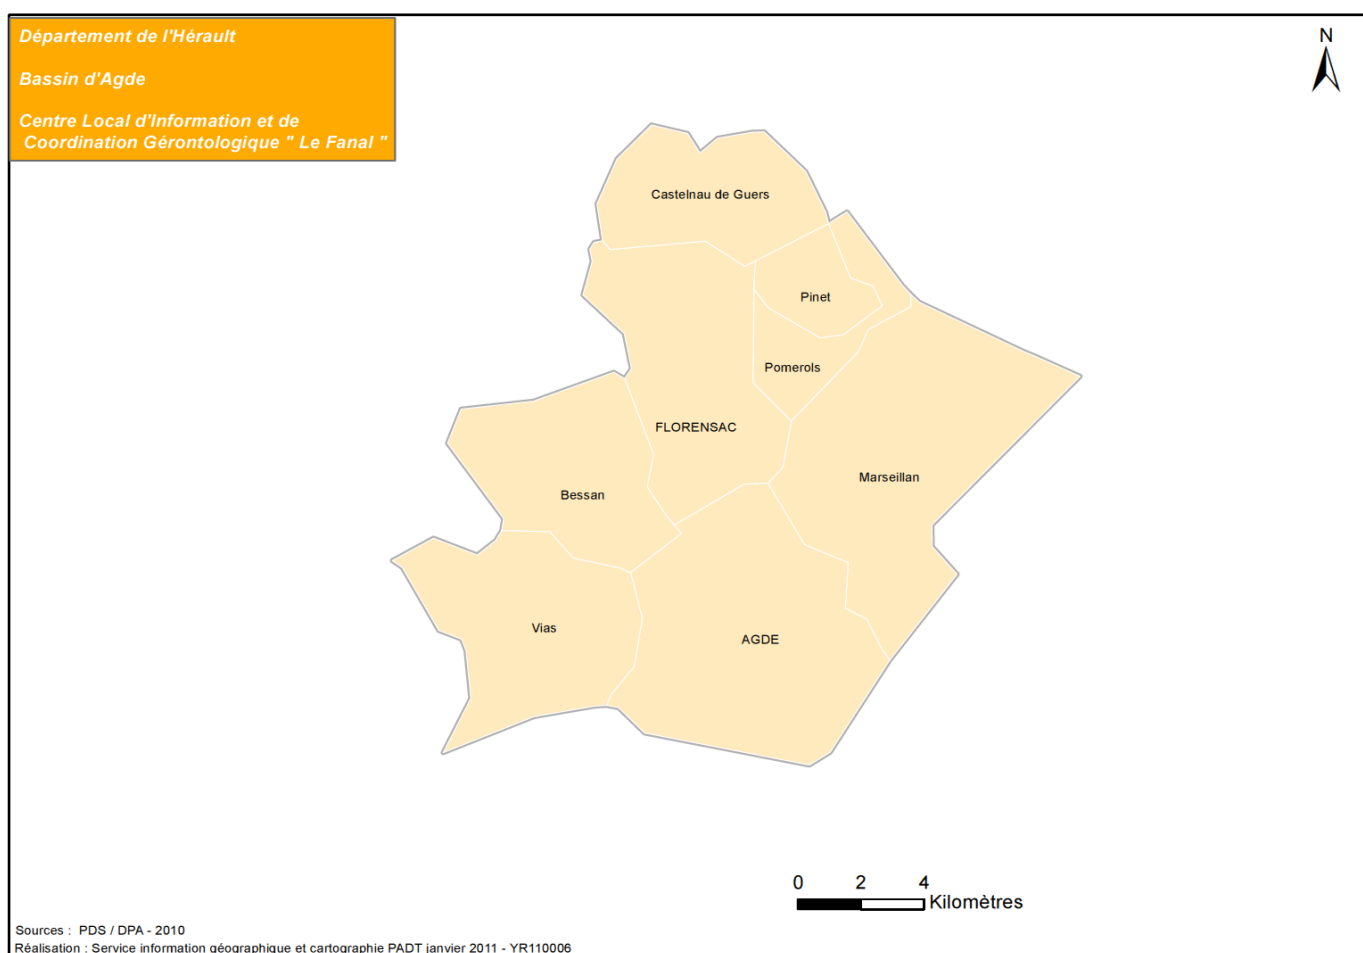 Département de l'Hérault
Bassin d'Agde
Centre Local d'Information et de
Coordination Gérontologique " Le Fanal "
N
Castelnau de Guers
Pinet
Pomerols
FLORENSAC
Marseillan
Bessan
Vias
AGDE
0 2 4
Kilomètres
Sources : PDS / DPA - 2010
Réalisation : Service information géographique et cartographie PADT janvier 2011 - YR110006